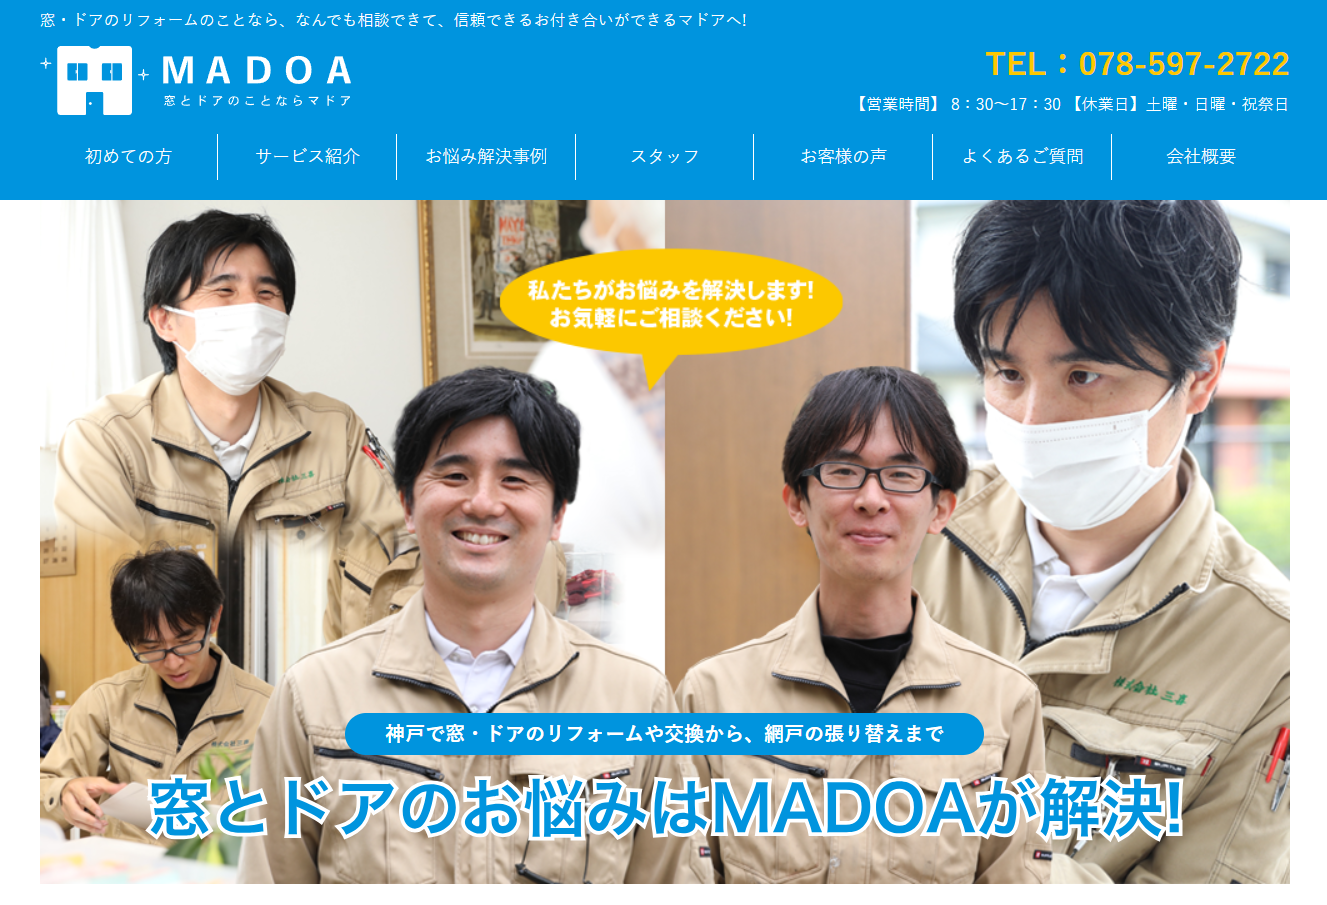 窓・ドアのリフォームのことなら、なんでも相談できて、信頼できるお付き合いができるマドアへ!
MADOA
窓とドアのことならマドア
TEL：078-597-2722
【営業時間】 8：30〜17：30 【休業日】土曜・日曜・祝祭日
初めての方
サービス紹介
お悩み解決事例
スタッフ
お客様の声
よくあるご質問
会社概要
私たちがお悩みを解決します!
お気軽にご相談ください!
株式会社三喜
神戸で窓・ドアのリフォームや交換から、網戸の張り替えまで
BURTLE
窓とドアのお悩みはMADOAが解決!